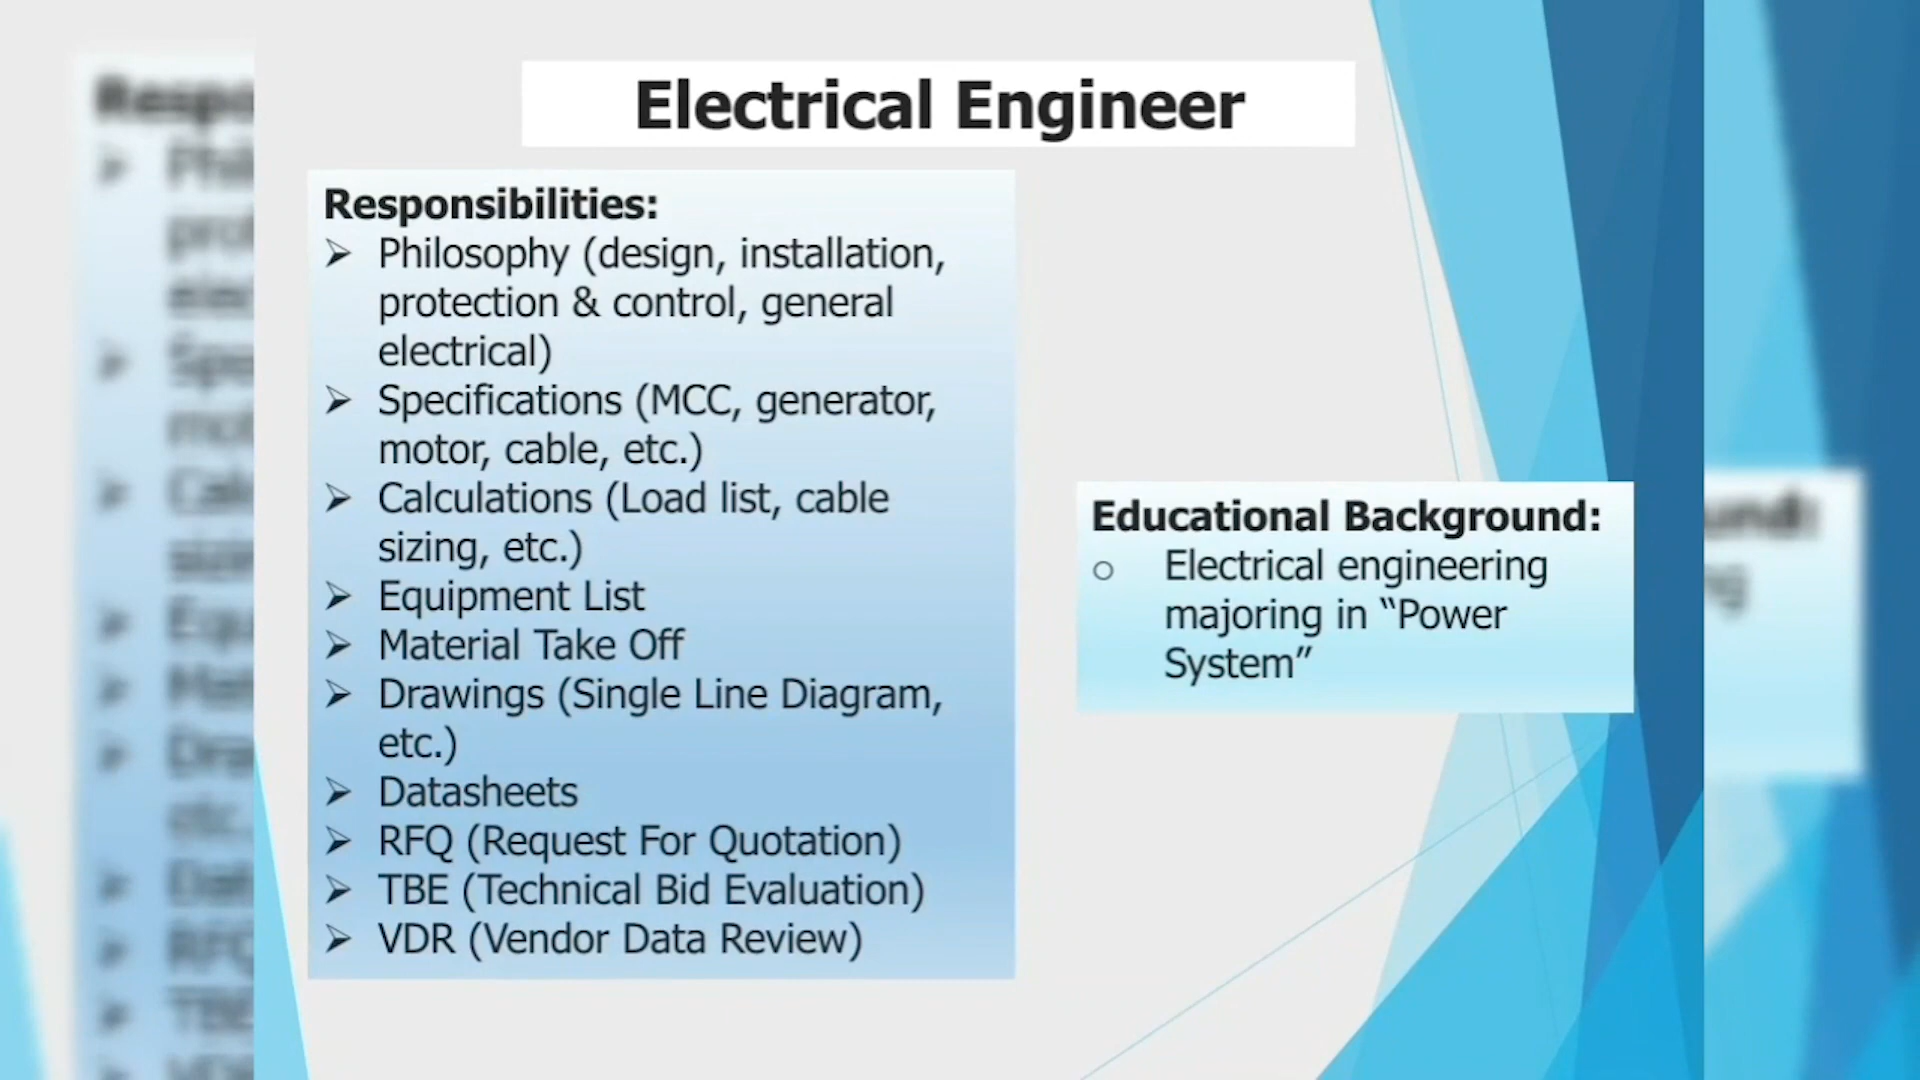 Electrical Engineer
Responsibilities:
➢ Philosophy (design, installation,
protection & control, general
electrical)
➢ Specifications (MCC, generator,
motor, cable, etc.)
➢ Calculations (Load list, cable
sizing, etc.)
➢ Equipment List
➢ Material Take Off
➢ Drawings (Single Line Diagram,
etc.)
➢ Datasheets
➢ RFQ (Request For Quotation)
➢ TBE (Technical Bid Evaluation)
➢ VDR (Vendor Data Review)
Educational Background:
o Electrical engineering
majoring in “Power
System”